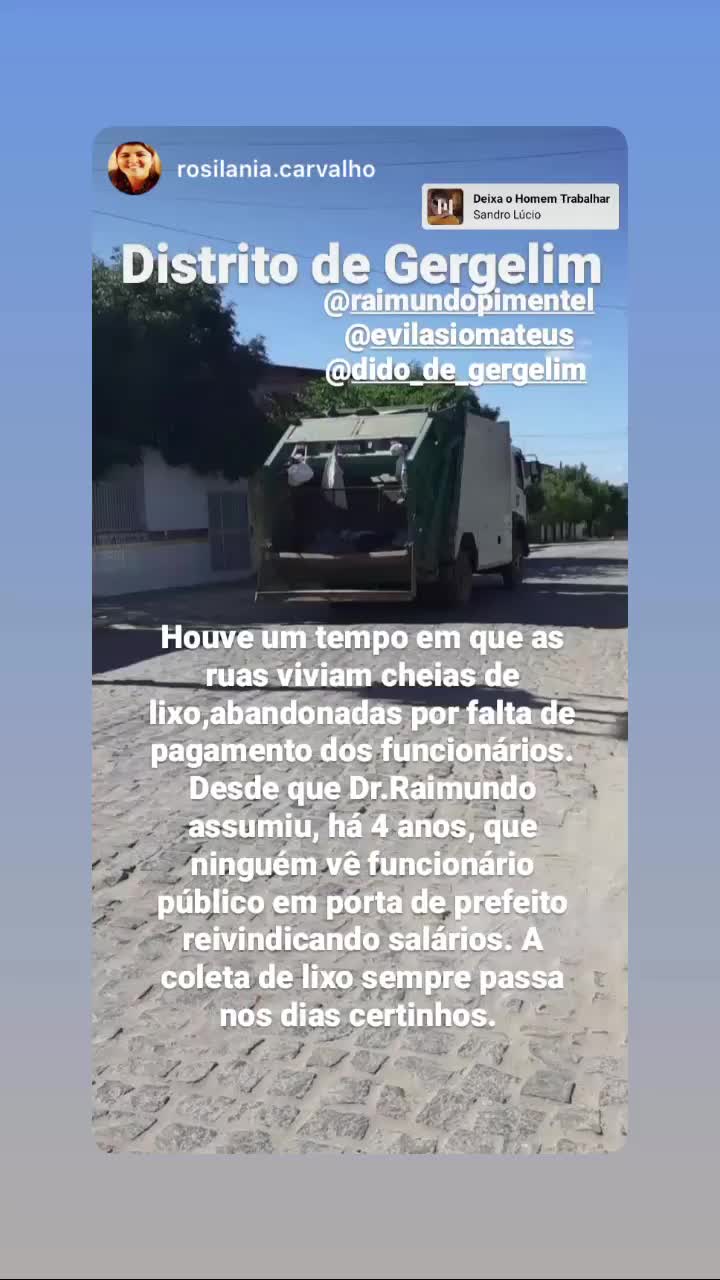 rosilania.carvalho
Deixa o Homem Trabalhar
Sandro Lúcio
Distrito de Gergelim
@raimundopimentel
@evilasiomateus
@dido_de_gergelim
Houve um tempo em que as
ruas viviam cheias de
lixo,abandonadas por falta de
pagamento dos funcionários.
Desde que Dr.Raimundo
assumiu, há 4 anos, que
ninguém vê funcionário
público em porta de prefeito
reivindicando salários. A
coleta de lixo sempre passa
nos dias certinhos.